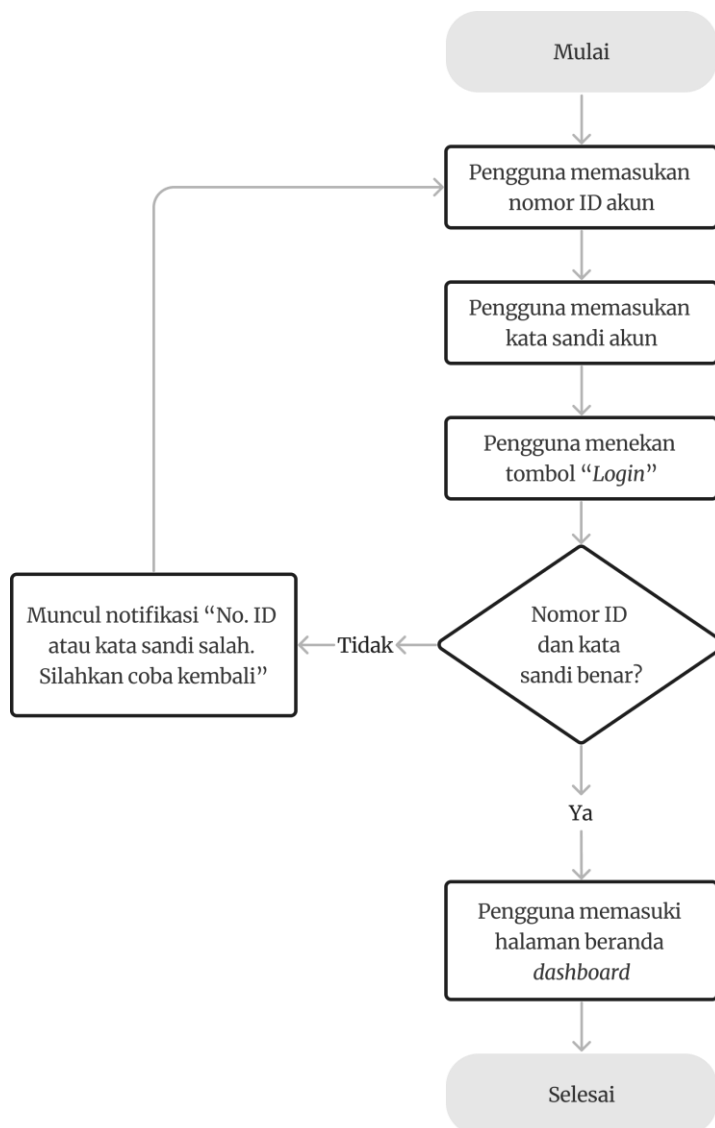 Mulai
Pengguna memasukan
nomor ID akun
Pengguna memasukan
kata sandi akun
Pengguna menekan
tombol “Login”
Nomor ID
dan kata
sandi benar?
Tidak
Muncul notifikasi “No. ID
atau kata sandi salah.
Silahkan coba kembali”
Ya
Pengguna memasuki
halaman beranda
dashboard
Selesai